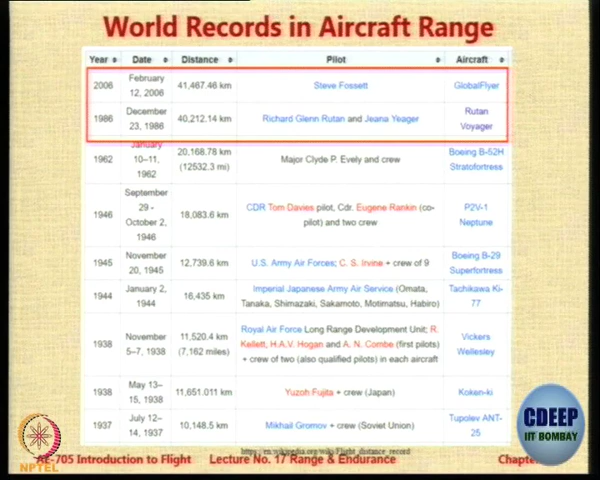 World Records in Aircraft Range
Year Date Distance Pilot Aircraft
2006 February 12, 2006 41,467.46 km Steve Fossett GlobalFlyer
1986 December 23, 1986 40,212.14 km Richard Glenn Rutan and Jeana Yeager Rutan Voyager
1962 January 10–11, 1962 20,168.78 km (12532.3 mi) Major Clyde P. Evely and crew Boeing B-52H Stratofortress
1946 September 29 - October 2, 1946 18,083.6 km CDR Tom Davies pilot, Cdr. Eugene Rankin (co-pilot) and two crew P2V-1 Neptune
1945 November 20, 1945 12,739.6 km U.S. Army Air Forces; C. S. Irvine + crew of 9 Boeing B-29 Superfortress
1944 January 2, 1944 16,435 km Imperial Japanese Army Air Service (Omata, Tanaka, Shimazaki, Sakamoto, Motimatsu, Habiro) Tachikawa Ki-77
1938 November 5–7, 1938 11,520.4 km (7,162 miles) Royal Air Force Long Range Development Unit; R. Kellett, H.A.V. Hogan and A. N. Combe (first pilots) + crew of two (also qualified pilots) in each aircraft Vickers Wellesley
1938 May 13–15, 1938 11,651.011 km Yuzoh Fujita + crew (Japan) Koken-ki
1937 July 12–14, 1937 10,148.5 km Mikhail Gromov + crew (Soviet Union) Tupolev ANT-25
https://en.wikipedia.org/wiki/Flight_distance_record
AE-705 Introduction to Flight Lecture No. 17 Range & Endurance Chapter
NPTEL
CDEEP
IIT BOMBAY